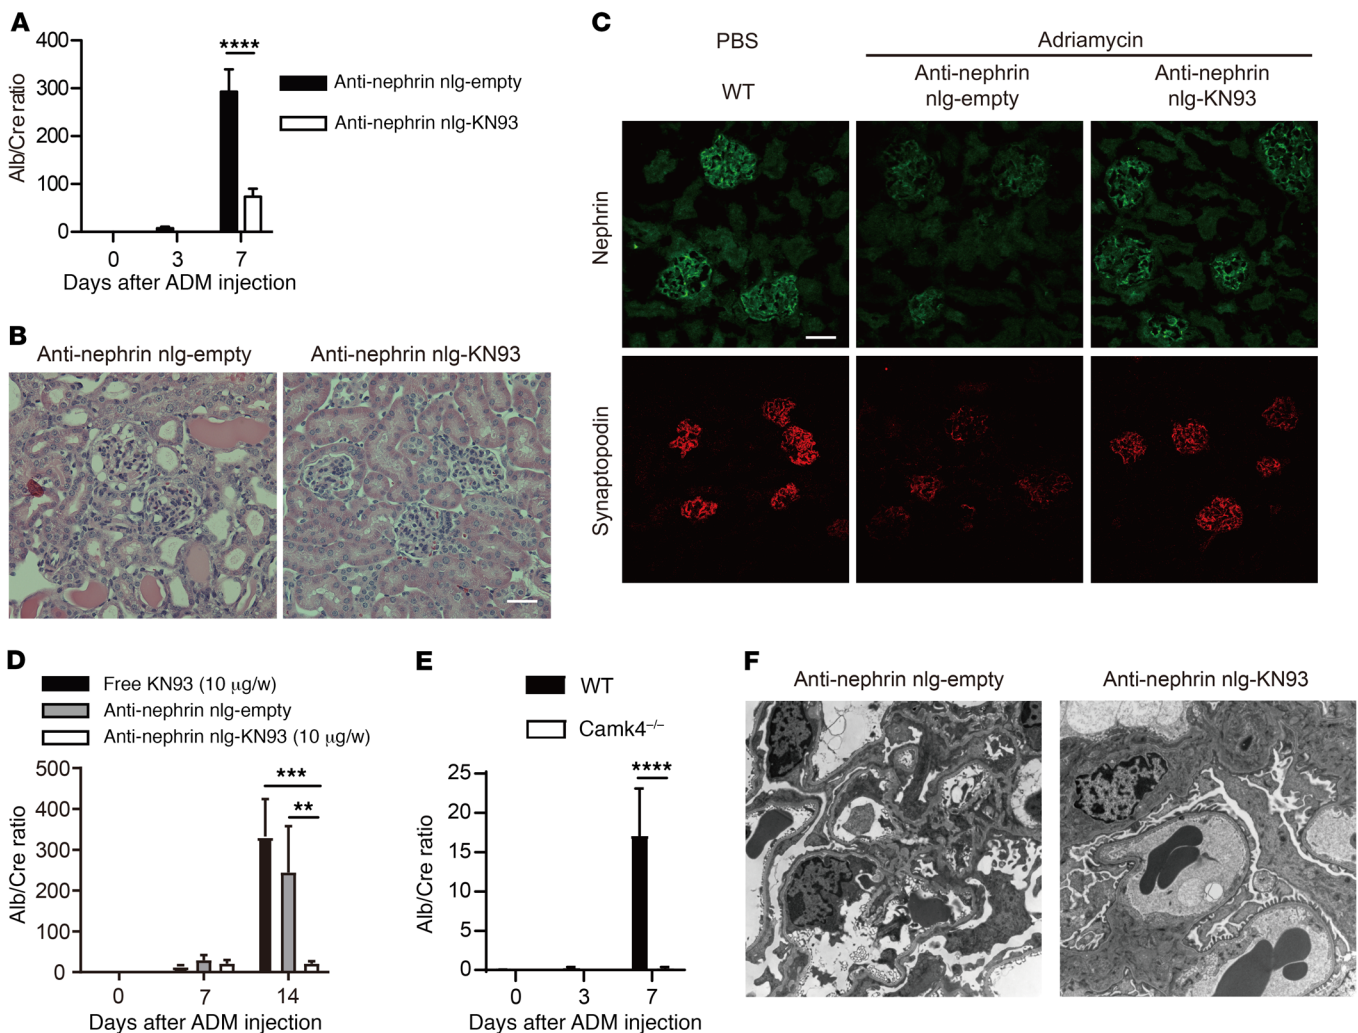 A
400
300
200
100
0
Alb/Cre ratio
****
Anti-nephrin nlg-empty
Anti-nephrin nlg-KN93
0 3 7
Days after ADM injection
B
Anti-nephrin nlg-empty
Anti-nephrin nlg-KN93
C
PBS
Adriamycin
WT
Anti-nephrin
nlg-empty
Anti-nephrin
nlg-KN93
Nephrin
Synaptopodin
D
Free KN93 (10 μg/w)
Anti-nephrin nlg-empty
Anti-nephrin nlg-KN93 (10 μg/w)
500
400
300
200
100
0
Alb/Cre ratio
***
**
0 7 14
Days after ADM injection
E
WT
Camk4⁻/⁻
25
20
15
10
5
0
Alb/Cre ratio
****
0 3 7
Days after ADM injection
F
Anti-nephrin nlg-empty
Anti-nephrin nlg-KN93